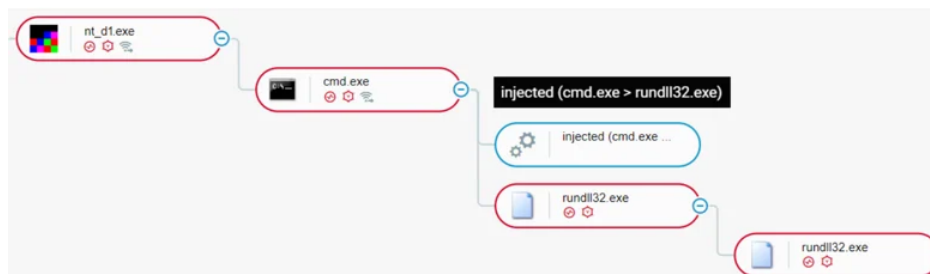 nt_d1.exe
cmd.exe
injected (cmd.exe > rundll32.exe)
injected (cmd.exe ...
rundll32.exe
rundll32.exe